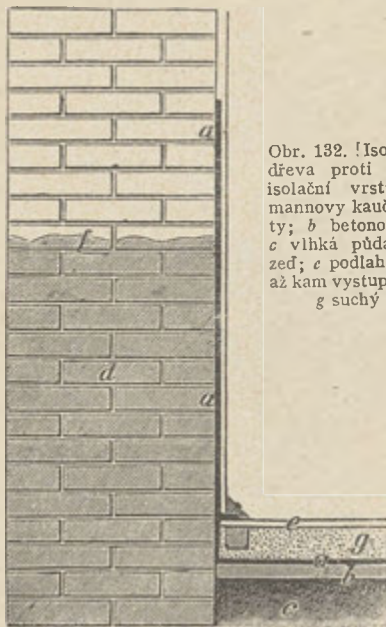 Obr. 132. Iso
dřeva proti
isolační vrst
mannovy kauč
ty; b betono
c vlhká půda
zeď; e podlah
až kam vystup
g suchý
a
f
d
a
e
g
a
b
c